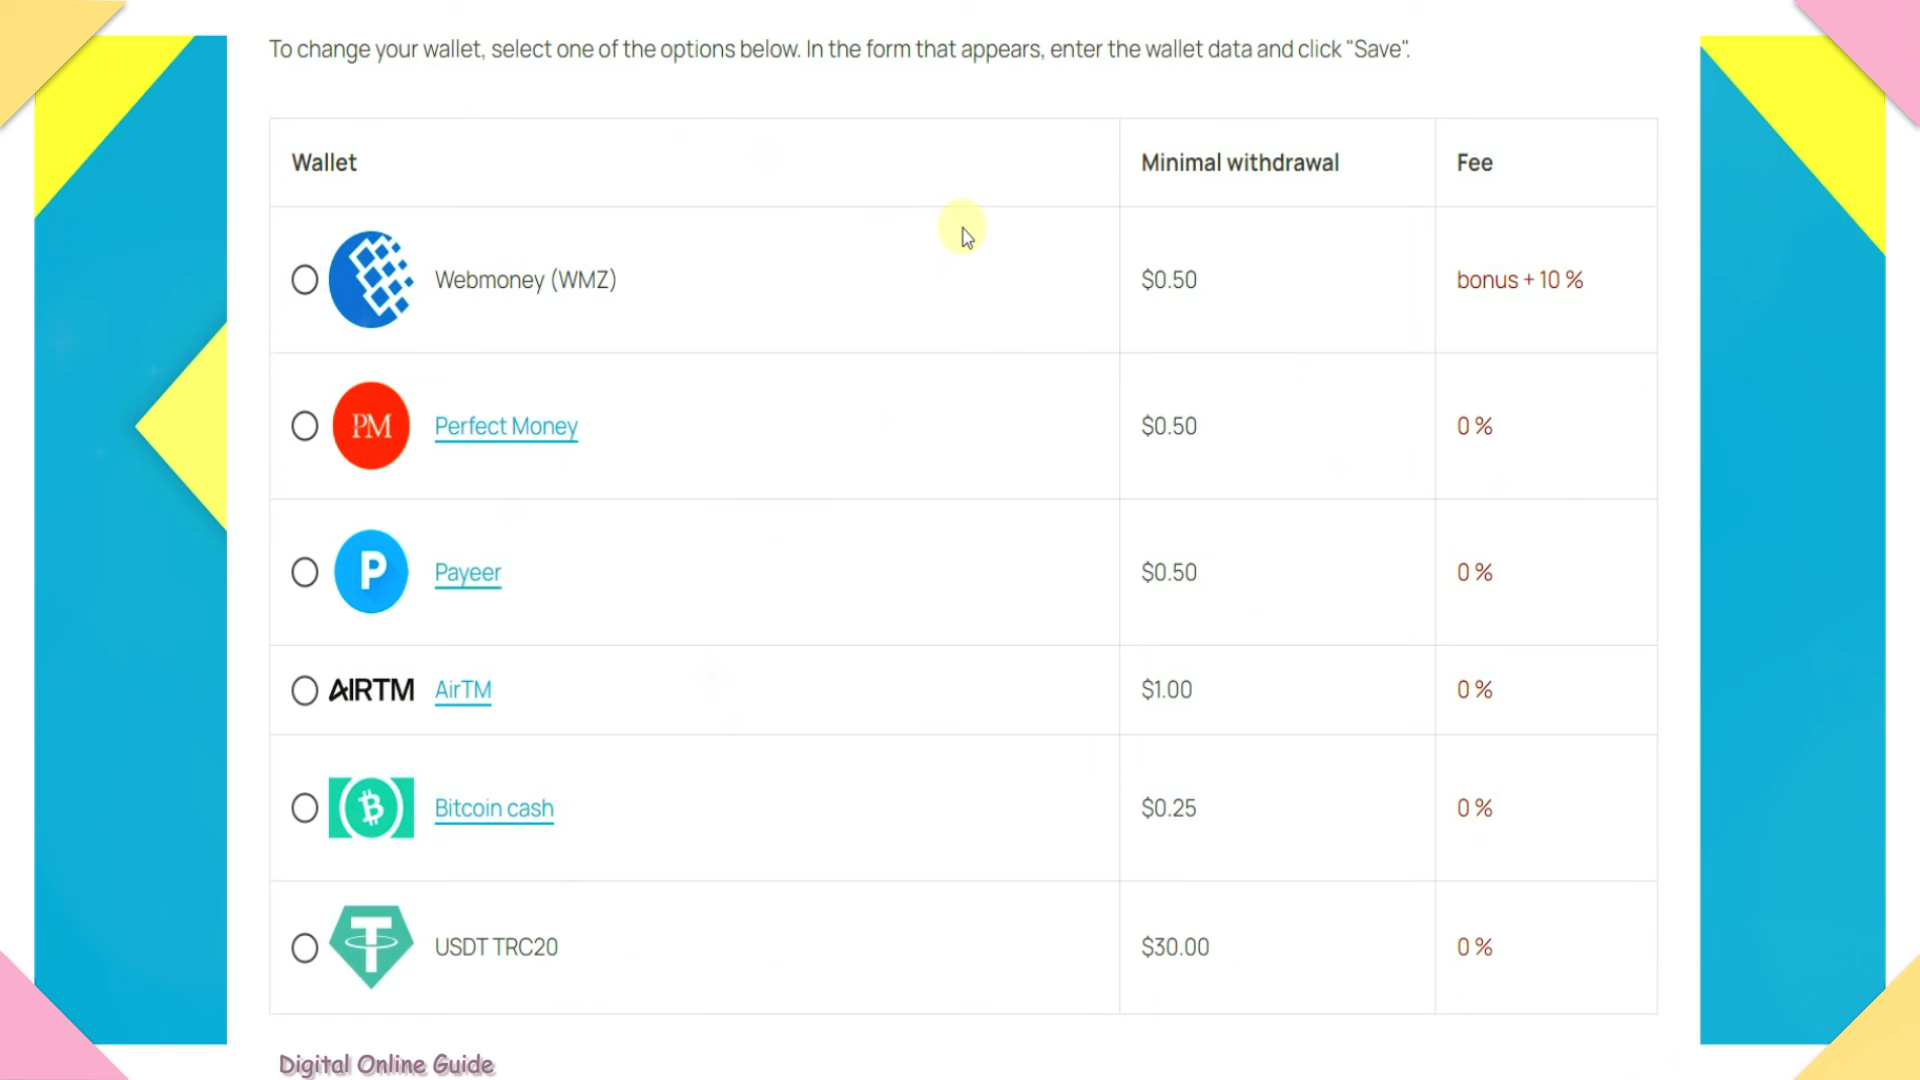 To change your wallet, select one of the options below. In the form that appears, enter the wallet data and click "Save".
Wallet Minimal withdrawal Fee
Webmoney (WMZ) $0.50 bonus + 10 %
PM Perfect Money $0.50 0 %
P Payeer $0.50 0 %
AIRTM AirTM $1.00 0 %
Bitcoin cash $0.25 0 %
USDT TRC20 $30.00 0 %
Digital Online Guide